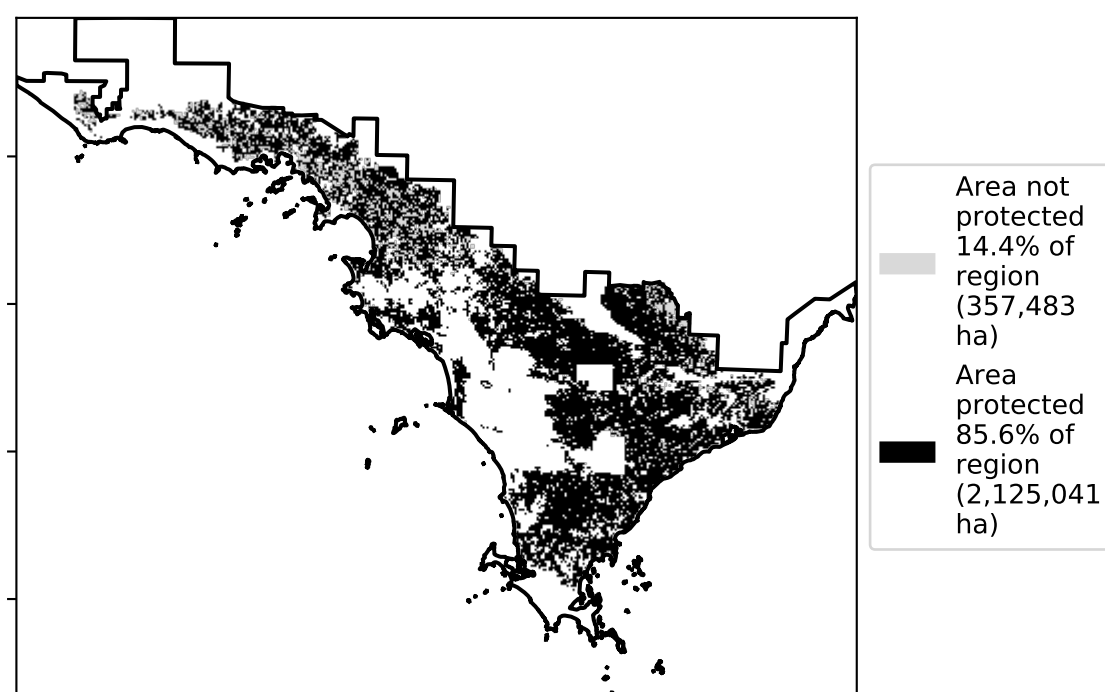 Area not
protected
14.4% of
region
(357,483
ha)
Area
protected
85.6% of
region
(2,125,041
ha)